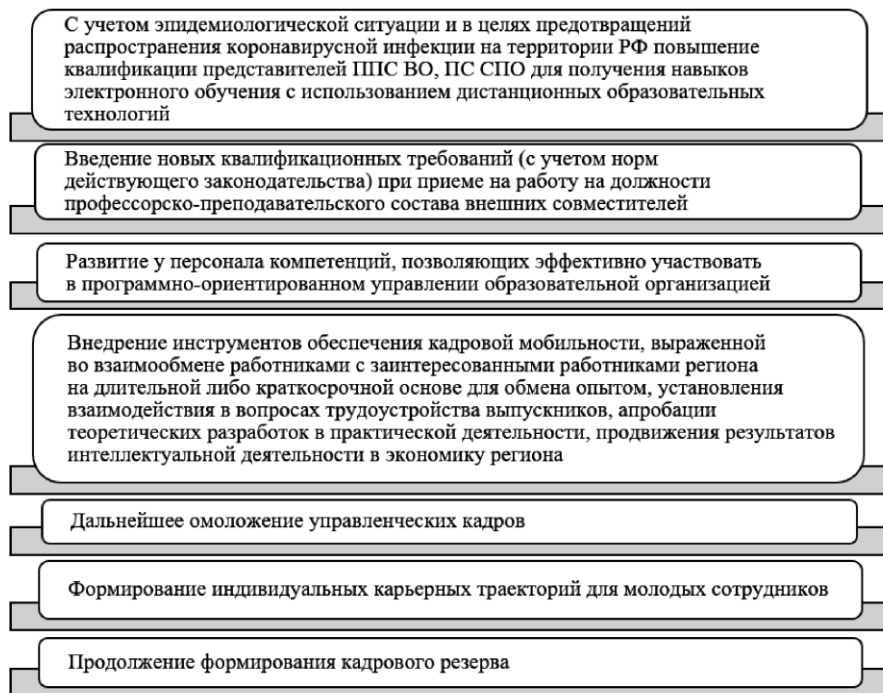 С учетом эпидемиологической ситуации и в целях предотвращений
распространения коронавирусной инфекции на территории РФ повышение
квалификации представителей ППС ВО, ПС СПО для получения навыков
электронного обучения с использованием дистанционных образовательных
технологий
Введение новых квалификационных требований (с учетом норм
действующего законодательства) при приеме на работу на должности
профессорско-преподавательского состава внешних совместителей
Развитие у персонала компетенций, позволяющих эффективно участвовать
в программно-ориентированном управлении образовательной организацией
Внедрение инструментов обеспечения кадровой мобильности, выраженной
во взаимообмене работниками с заинтересованными работниками региона
на длительной либо краткосрочной основе для обмена опытом, установления
взаимодействия в вопросах трудоустройства выпускников, апробации
теоретических разработок в практической деятельности, продвижения результатов
интеллектуальной деятельности в экономику региона
Дальнейшее омоложение управленческих кадров
Формирование индивидуальных карьерных траекторий для молодых сотрудников
Продолжение формирования кадрового резерва